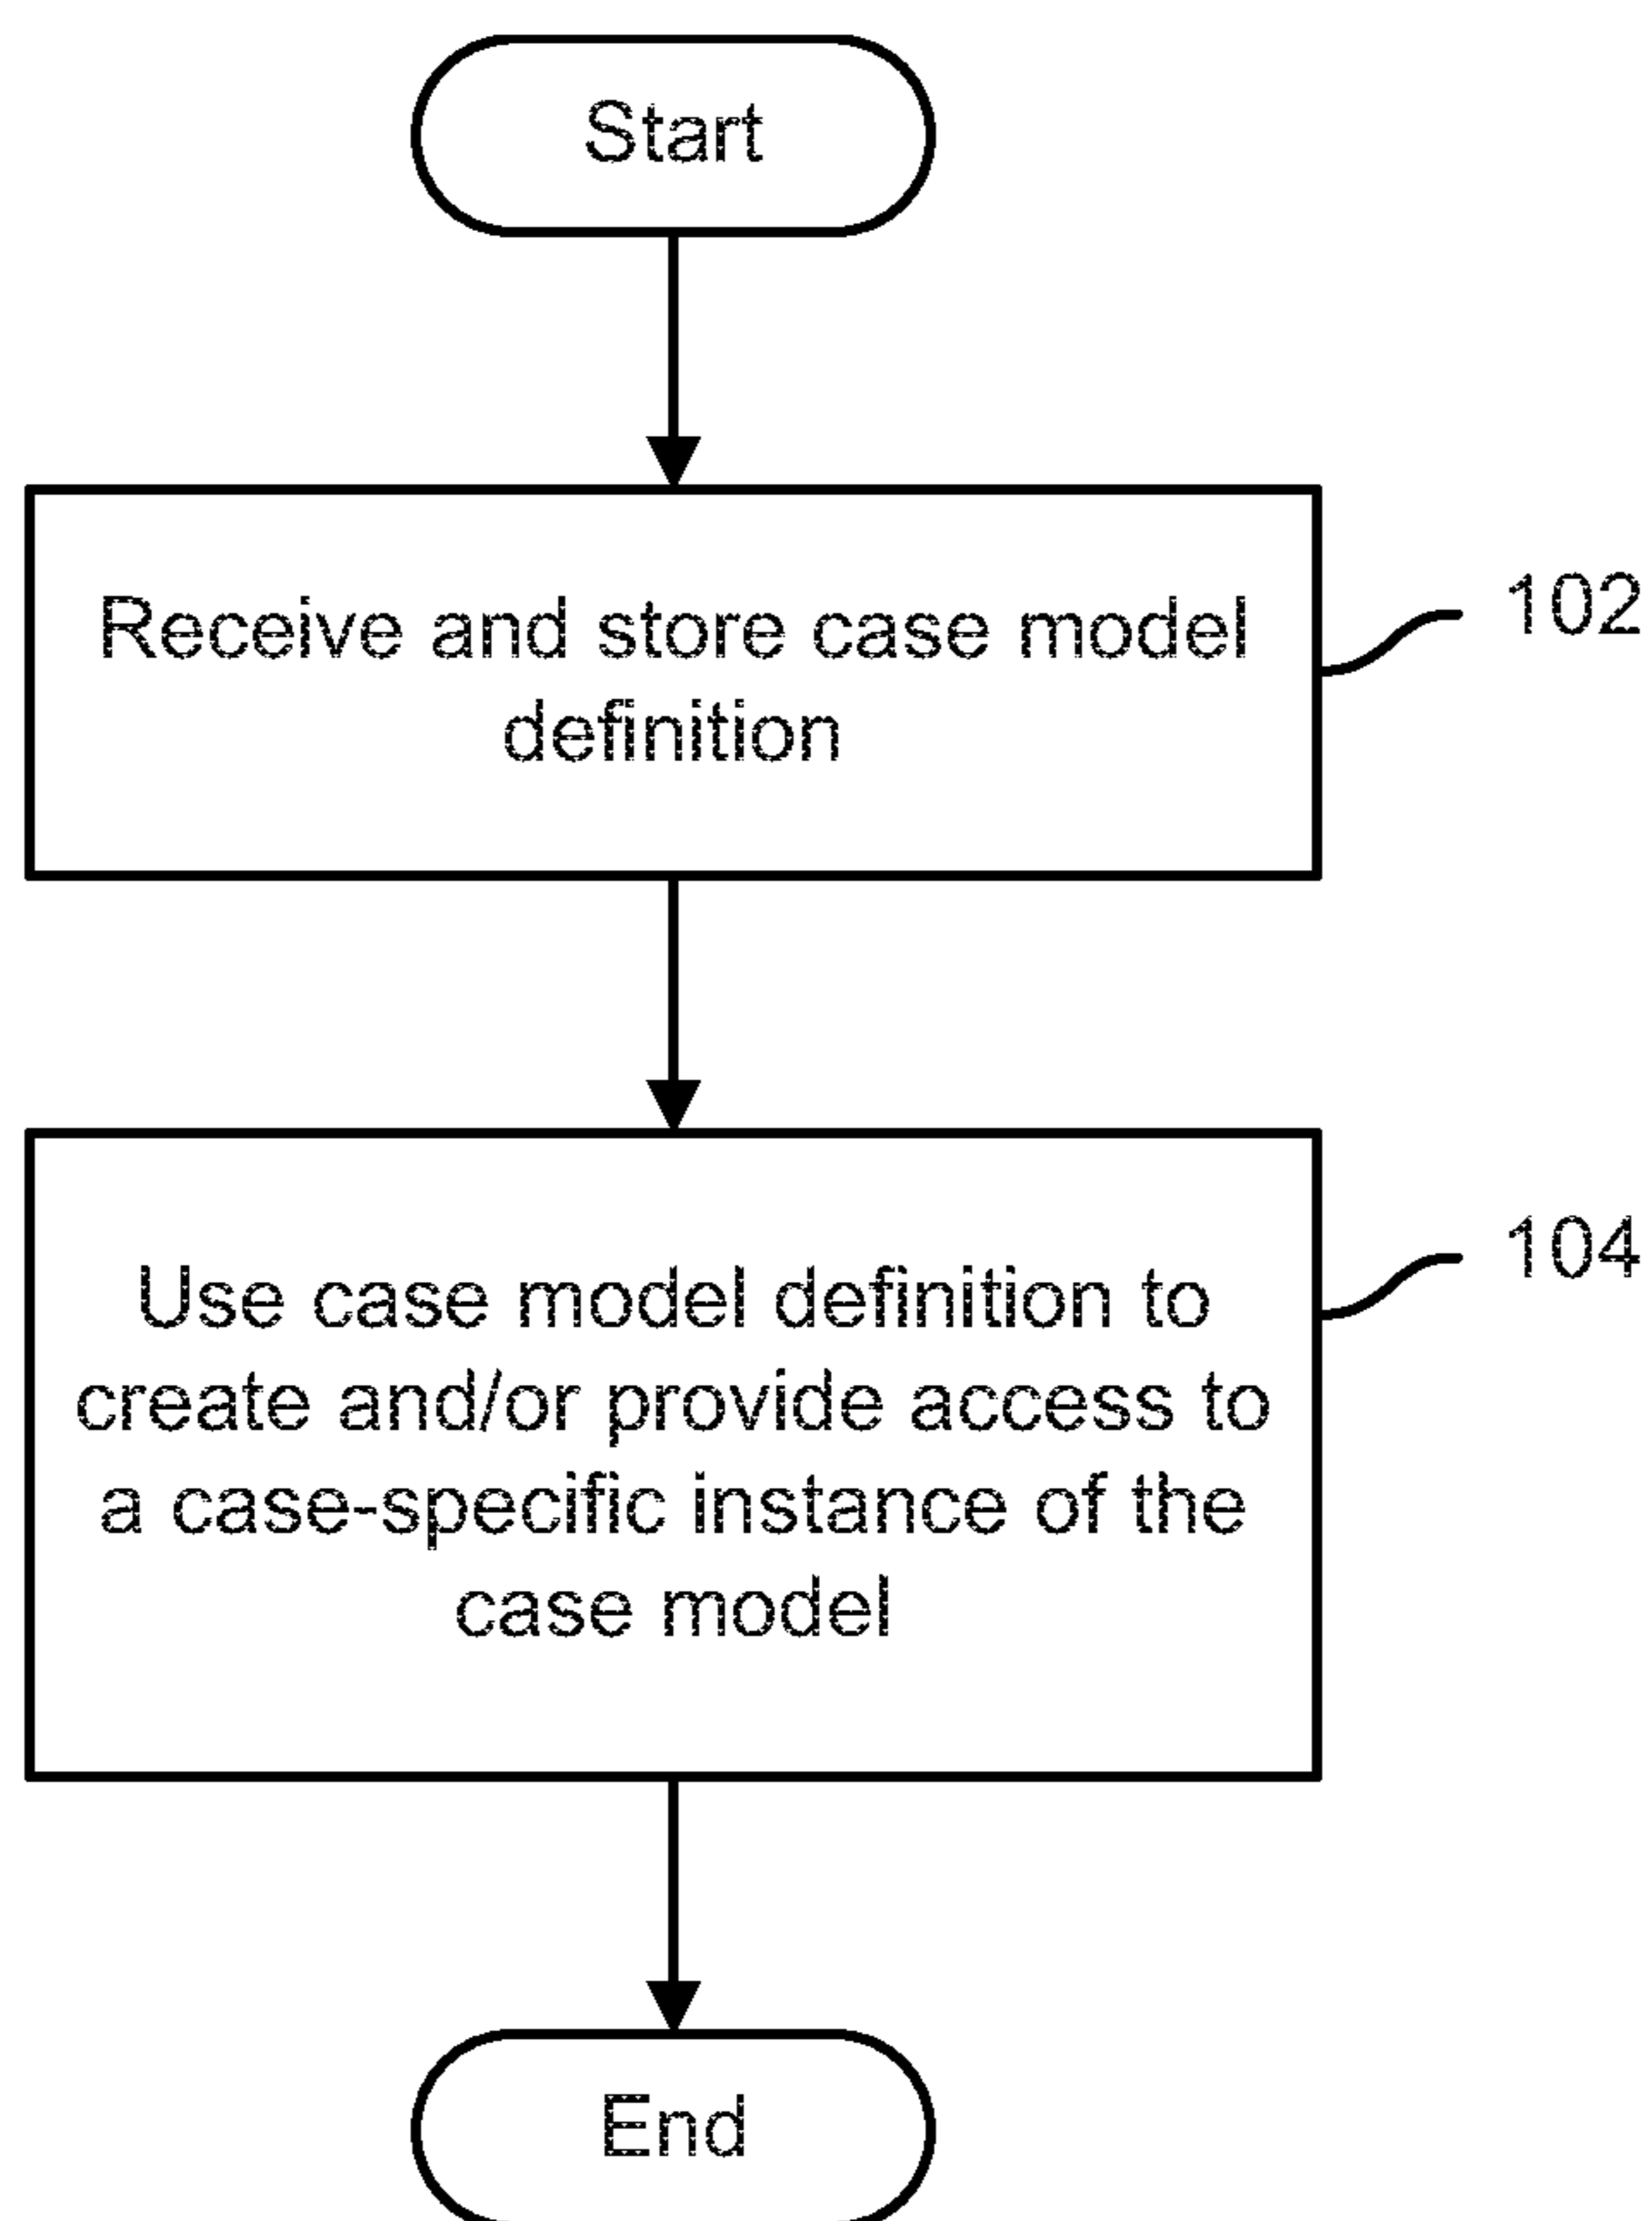 Start
Receive and store case model
definition
102
Use case model definition to
create and/or provide access to
a case-specific instance of the
case model
104
End